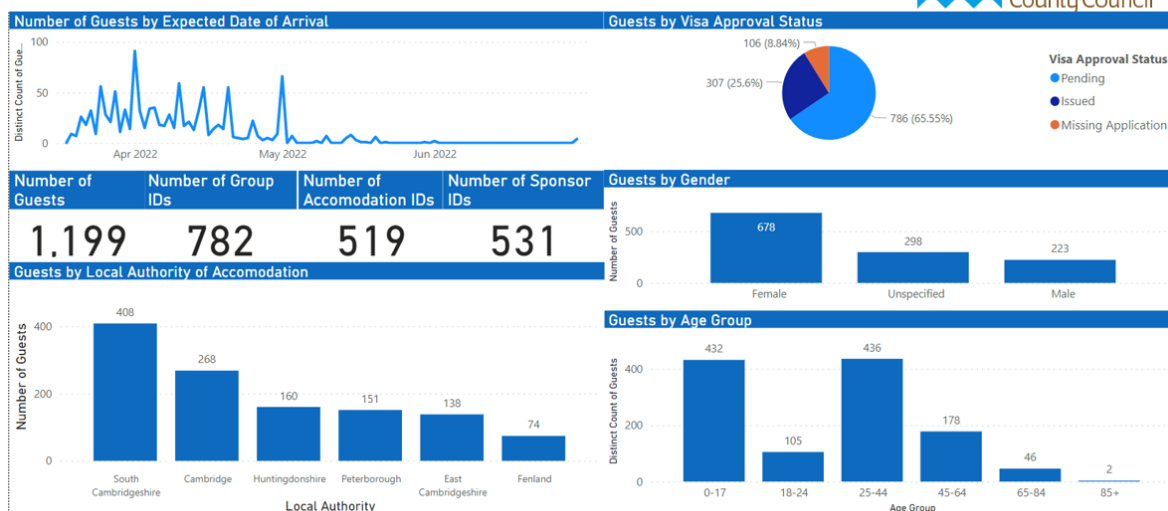 County Council
Number of Guests by Expected Date of Arrival
Distinct Count of Gue...
100
50
0
Apr 2022
May 2022
Jun 2022
Number of Guests
1,199
Number of Group IDs
782
Number of Accomodation IDs
519
Number of Sponsor IDs
531
Guests by Local Authority of Accomodation
Number of Guests
400
200
0
408
268
160
151
138
74
South Cambridgeshire
Cambridge
Huntingdonshire
Peterborough
East Cambridgeshire
Fenland
Local Authority
Guests by Visa Approval Status
106 (8.84%)
307 (25.6%)
786 (65.55%)
Visa Approval Status
Pending
Issued
Missing Application
Guests by Gender
Number of Guests
500
0
678
298
223
Female
Unspecified
Male
Guests by Age Group
Distinct Count of Guests
400
200
0
432
105
436
178
46
2
0-17
18-24
25-44
45-64
65-84
85+
Age Group